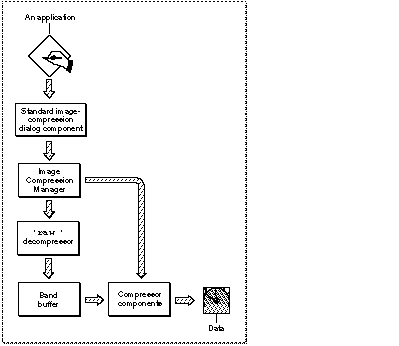 An application
Standard image-
compression
dialog component
Image
Compression
Manager
'raw '
decompressor
Band
buffer
Compressor
components
Data